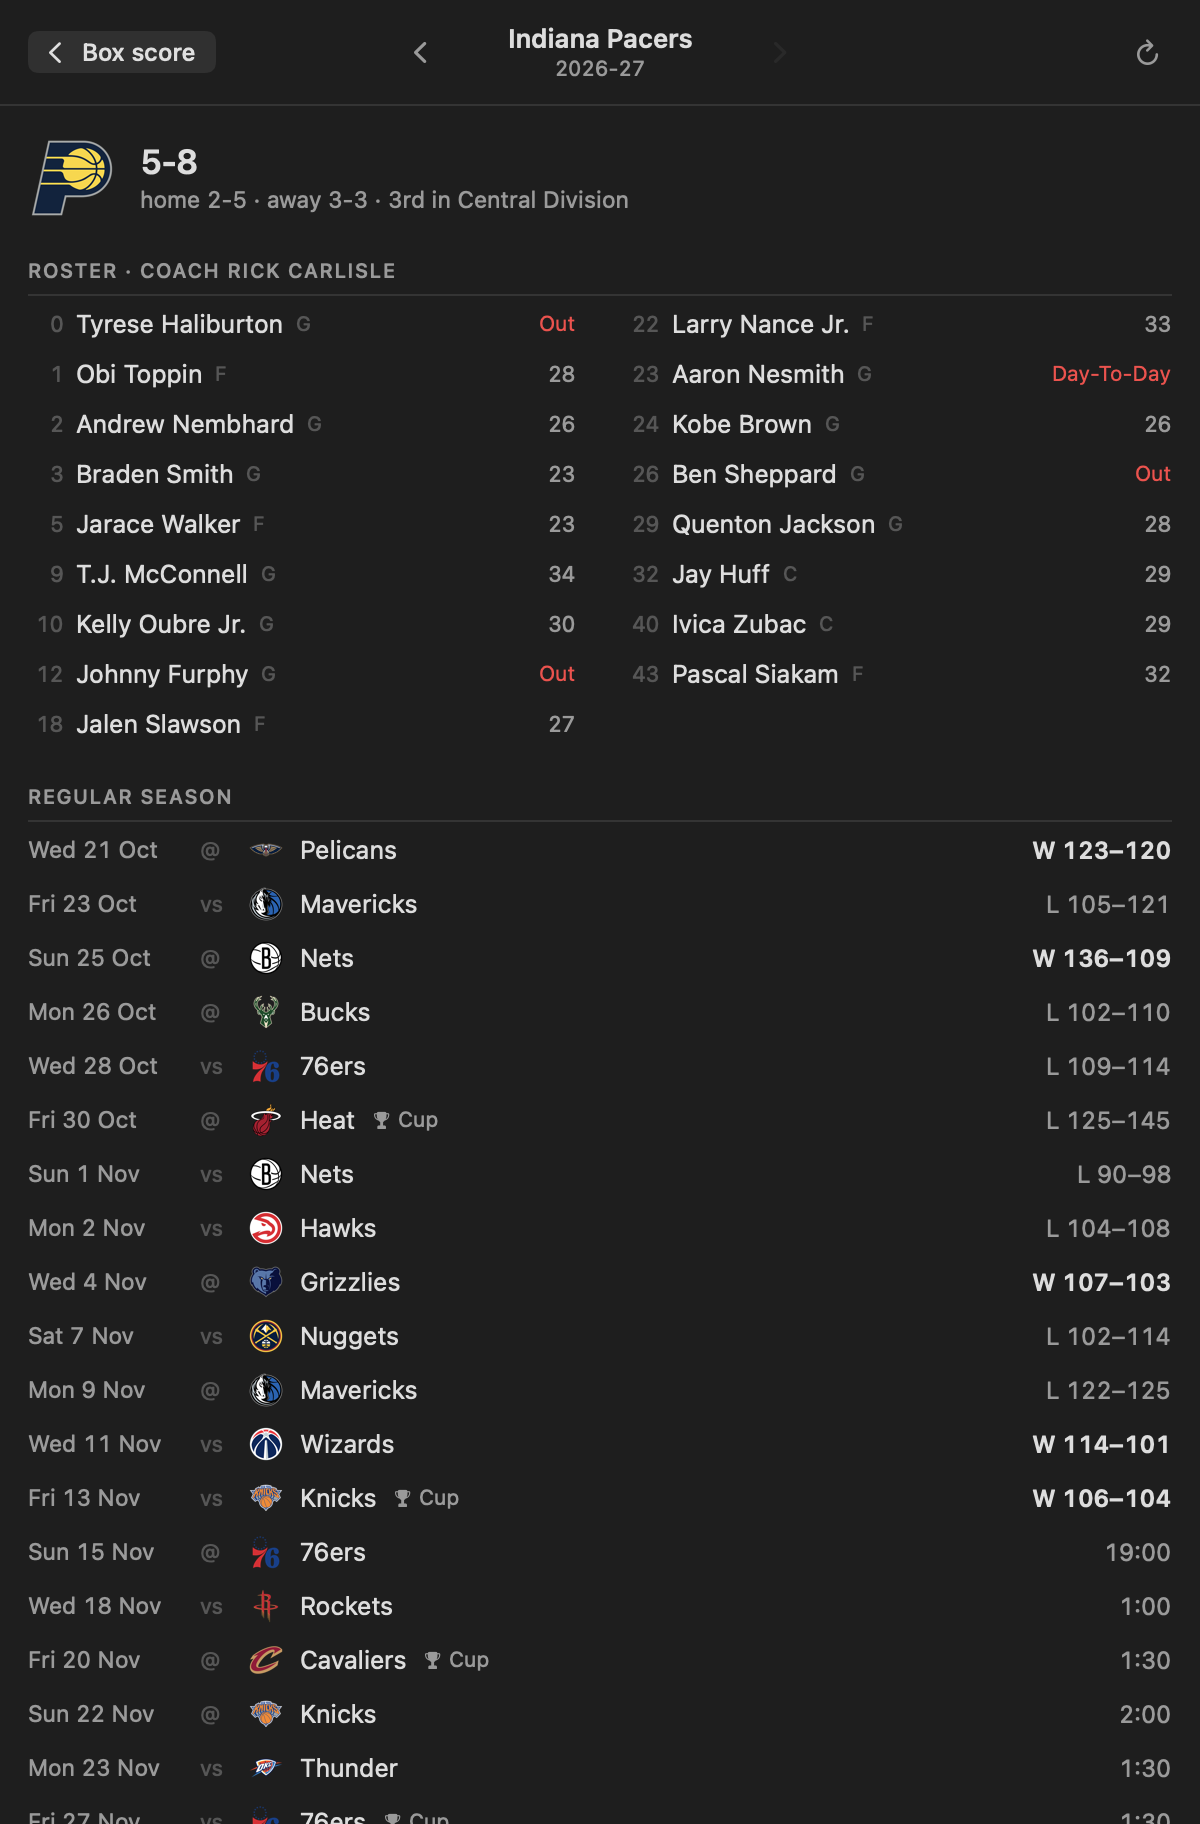 Box score
Indiana Pacers
2026-27
5-8
home 2-5 · away 3-3 · 3rd in Central Division
ROSTER · COACH RICK CARLISLE
0 Tyrese Haliburton G Out
1 Obi Toppin F 28
2 Andrew Nembhard G 26
3 Braden Smith G 23
5 Jarace Walker F 23
9 T.J. McConnell G 34
10 Kelly Oubre Jr. G 30
12 Johnny Furphy G Out
18 Jalen Slawson F 27
22 Larry Nance Jr. F 33
23 Aaron Nesmith G Day-To-Day
24 Kobe Brown G 26
26 Ben Sheppard G Out
29 Quenton Jackson G 28
32 Jay Huff C 29
40 Ivica Zubac C 29
43 Pascal Siakam F 32
REGULAR SEASON
Wed 21 Oct @ Pelicans W 123–120
Fri 23 Oct vs Mavericks L 105–121
Sun 25 Oct @ Nets W 136–109
Mon 26 Oct @ Bucks L 102–110
Wed 28 Oct vs 76ers L 109–114
Fri 30 Oct @ Heat Cup L 125–145
Sun 1 Nov vs Nets L 90–98
Mon 2 Nov vs Hawks L 104–108
Wed 4 Nov @ Grizzlies W 107–103
Sat 7 Nov vs Nuggets L 102–114
Mon 9 Nov @ Mavericks L 122–125
Wed 11 Nov vs Wizards W 114–101
Fri 13 Nov vs Knicks Cup W 106–104
Sun 15 Nov @ 76ers 19:00
Wed 18 Nov vs Rockets 1:00
Fri 20 Nov @ Cavaliers Cup 1:30
Sun 22 Nov @ Knicks 2:00
Mon 23 Nov vs Thunder 1:30
Fri 27 Nov vs 76ers Cup 1:30